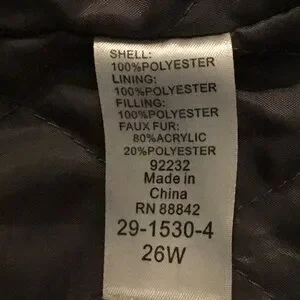 SHELL:
100%POLYESTER
LINING:
100%POLYESTER
FILLING:
100%POLYESTER
FAUX FUR:
80%ACRYLIC
20%POLYESTER
92232
Made in
China
RN 88842
29-1530-4
26W